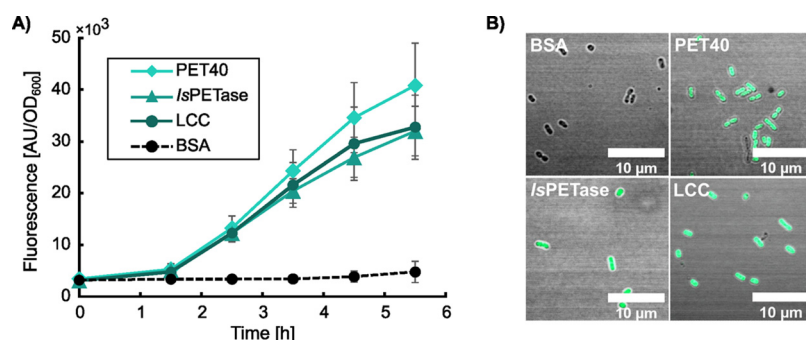 A)
×10³
50
40
30
20
10
0
Fluorescence [AU/OD₆₀₀]
PET40
IsPETase
LCC
BSA
0 1 2 3 4 5 6
Time [h]
B)
BSA
10 µm
PET40
10 µm
IsPETase
10 µm
LCC
10 µm